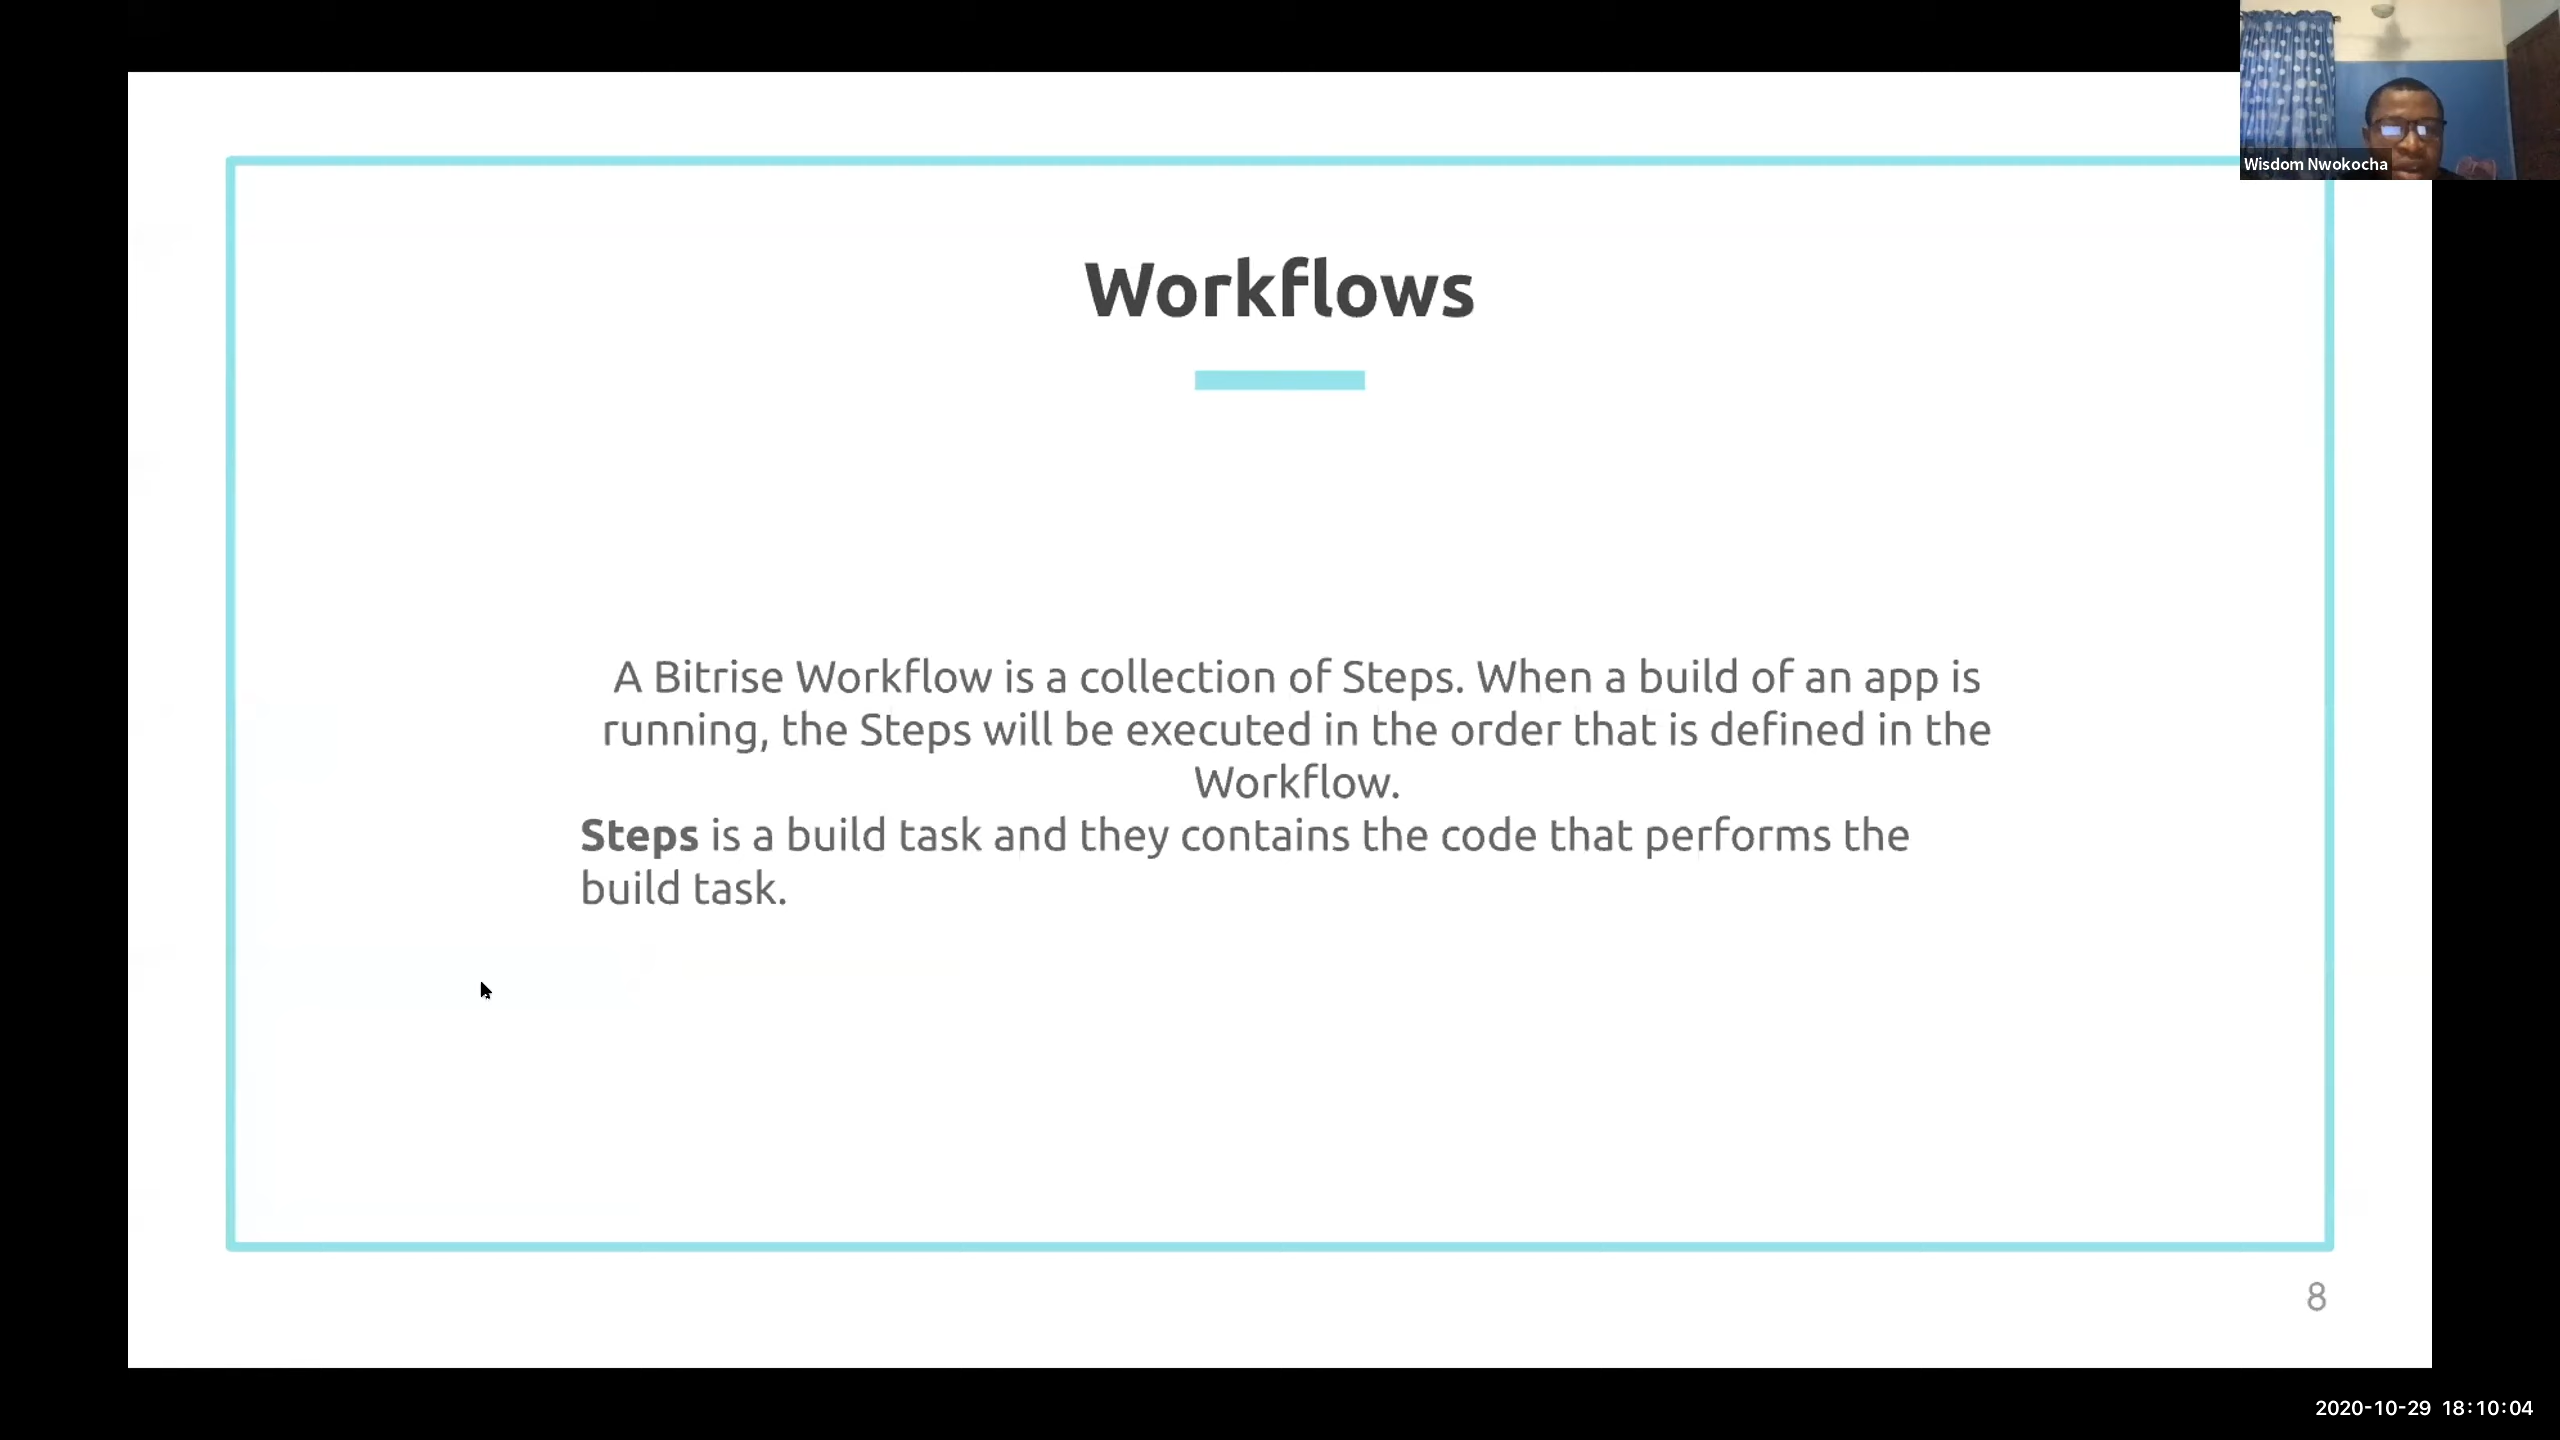 Wisdom Nwokocha
Workflows
A Bitrise Workflow is a collection of Steps. When a build of an app is
running, the Steps will be executed in the order that is defined in the
Workflow.
Steps is a build task and they contains the code that performs the
build task.
8
2020-10-29 18:10:04